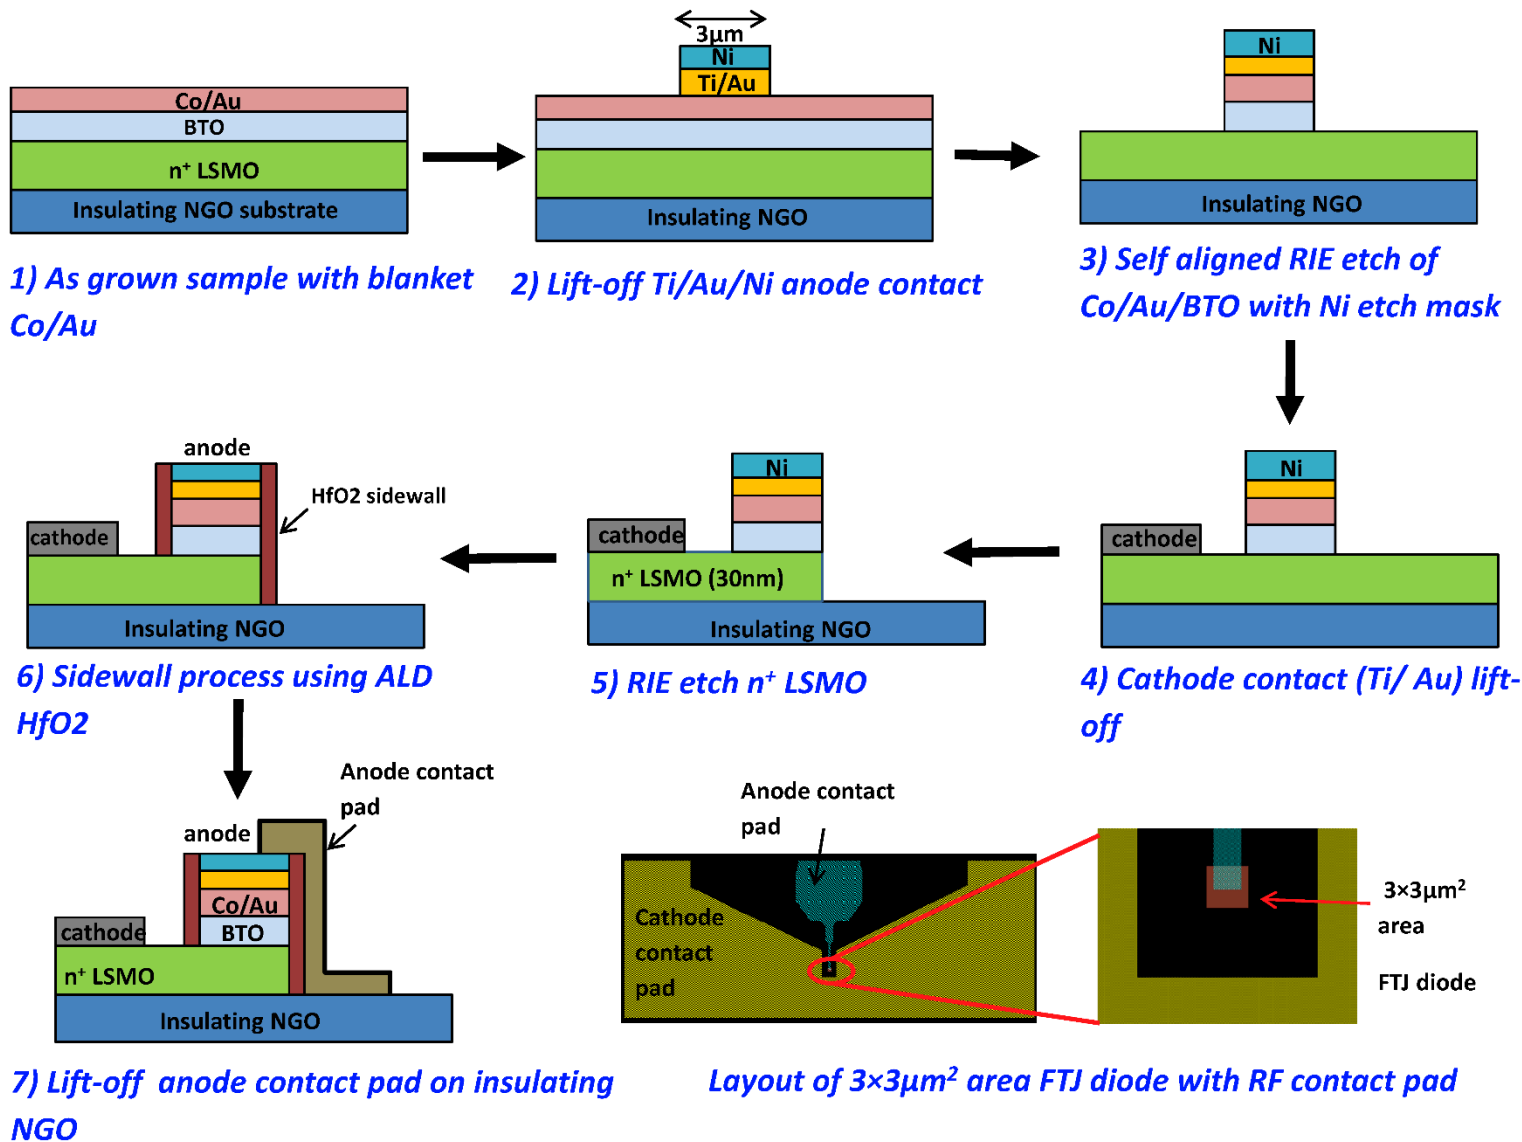 Co/Au
BTO
n⁺ LSMO
Insulating NGO substrate
1) As grown sample with blanket
Co/Au
3μm
Ni
Ti/Au
Insulating NGO
2) Lift-off Ti/Au/Ni anode contact
Ni
Insulating NGO
3) Self aligned RIE etch of
Co/Au/BTO with Ni etch mask
Ni
cathode
4) Cathode contact (Ti/ Au) lift-
off
Ni
cathode
n⁺ LSMO (30nm)
Insulating NGO
5) RIE etch n⁺ LSMO
anode
HfO2 sidewall
cathode
Insulating NGO
6) Sidewall process using ALD
HfO2
Anode contact
pad
anode
Co/Au
cathode
BTO
n⁺ LSMO
Insulating NGO
7) Lift-off anode contact pad on insulating
NGO
Anode contact
pad
Cathode
contact
pad
3×3μm²
area
FTJ diode
Layout of 3×3μm² area FTJ diode with RF contact pad